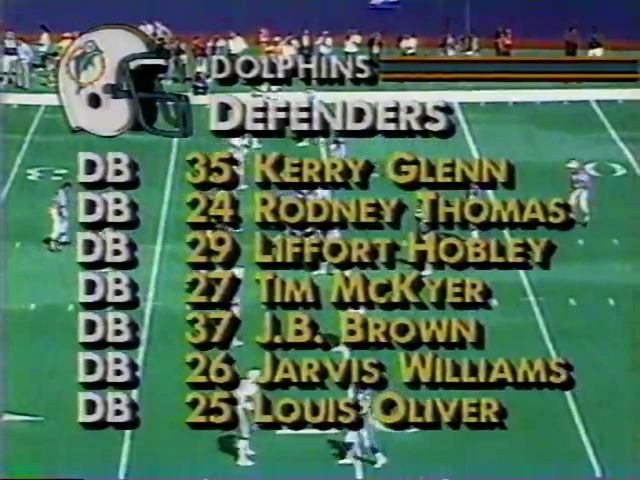 DOLPHINS
DEFENDERS
DB 35 KERRY GLENN
DB 24 RODNEY THOMAS
DB 29 LIFFORT HOBLEY
DB 27 TIM MCKYER
DB 37 J.B. BROWN
DB 26 JARVIS WILLIAMS
DB 25 LOUIS OLIVER